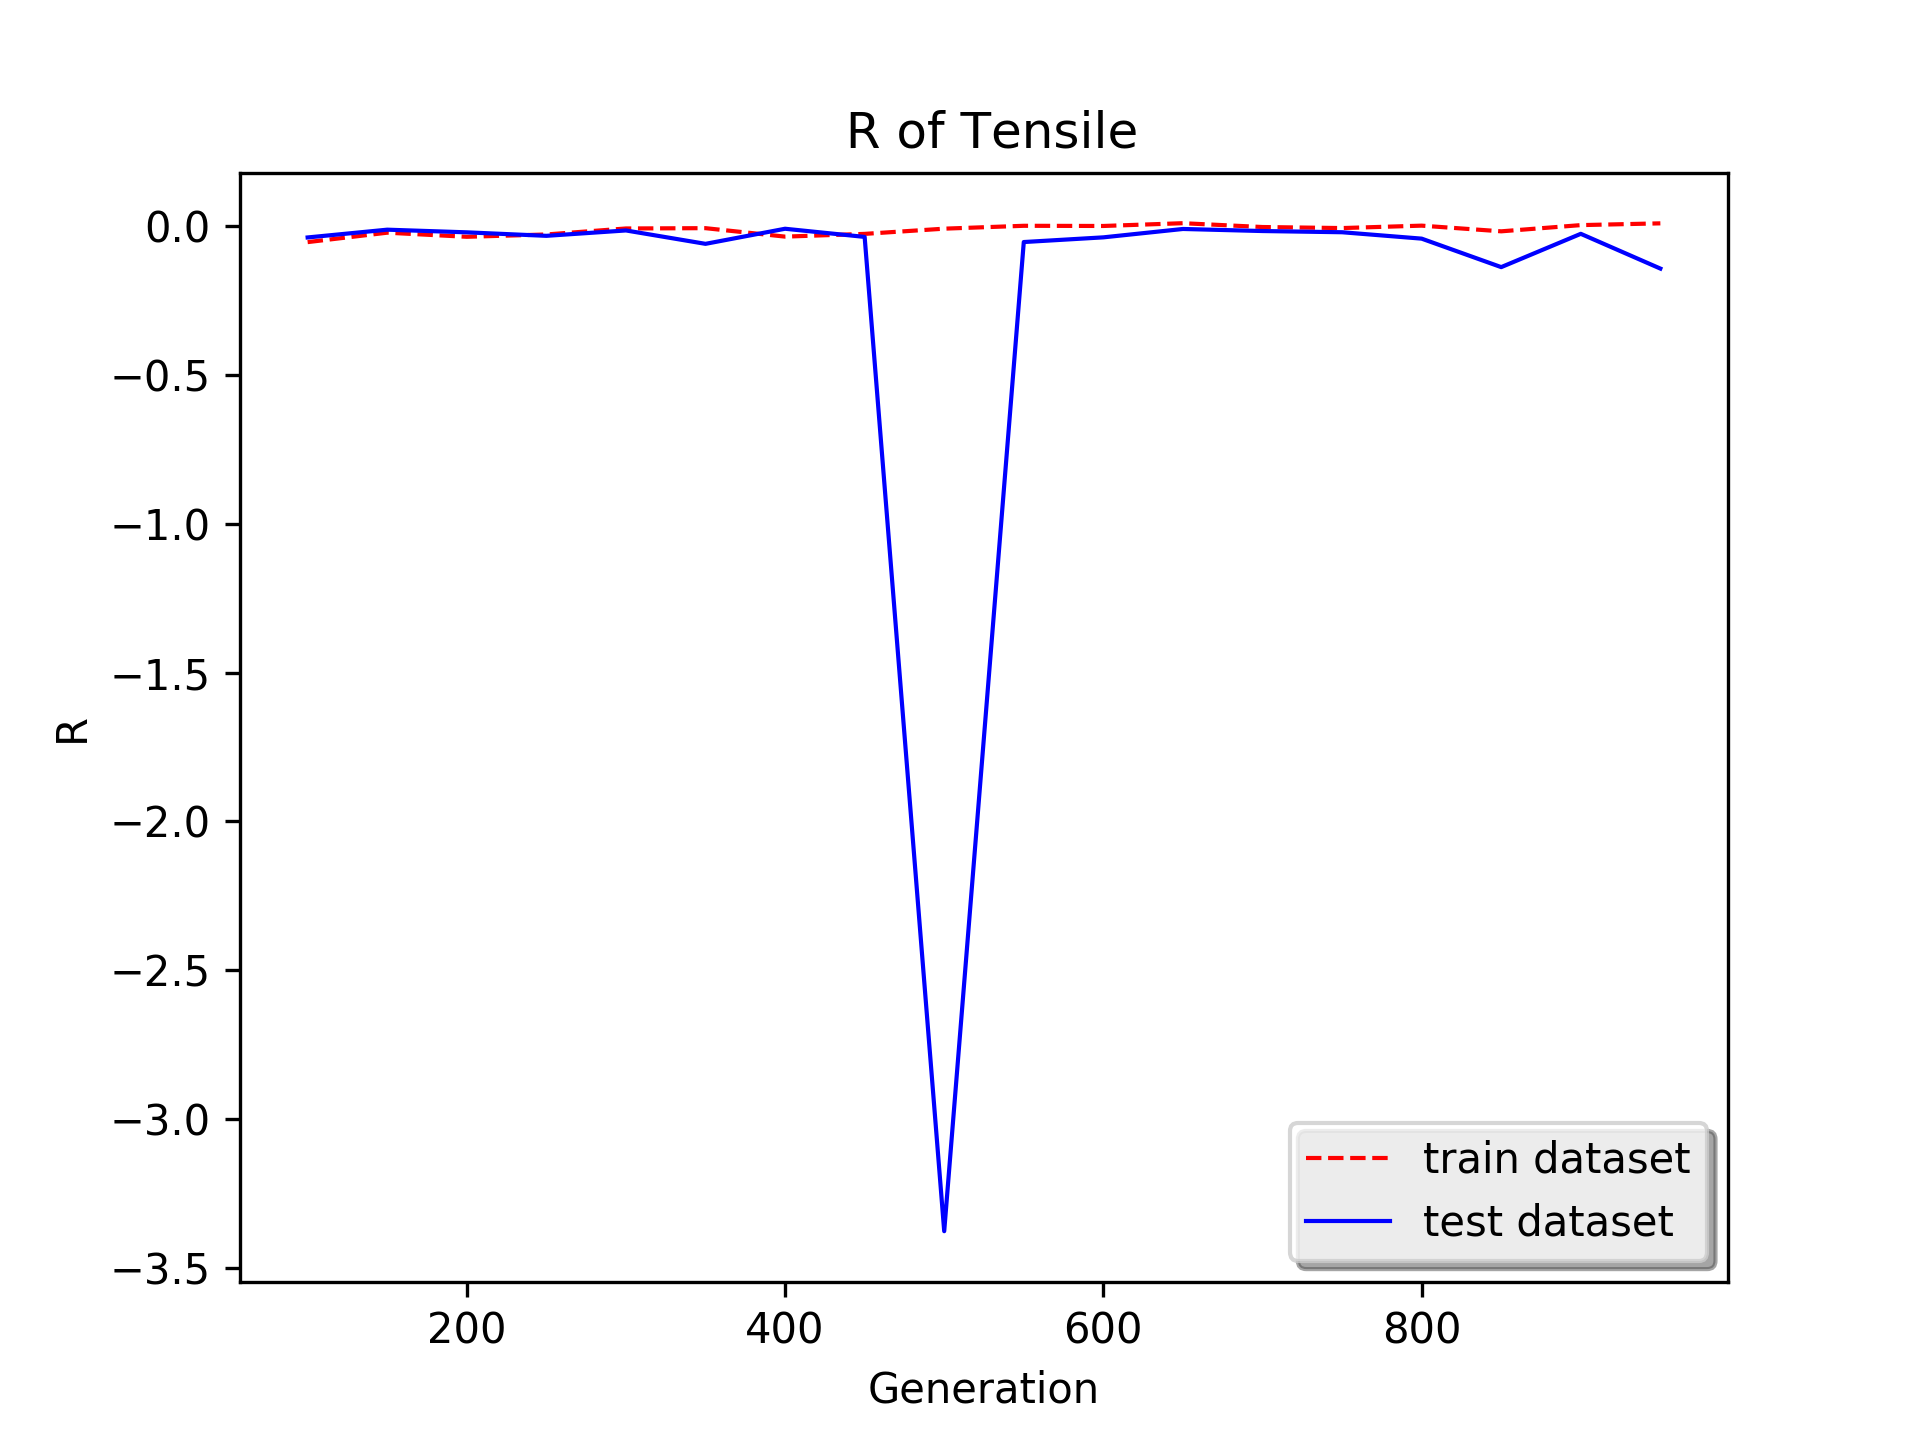 R of Tensile
R
0.0
−0.5
−1.0
−1.5
−2.0
−2.5
−3.0
−3.5
200 400 600 800
Generation
train dataset
test dataset